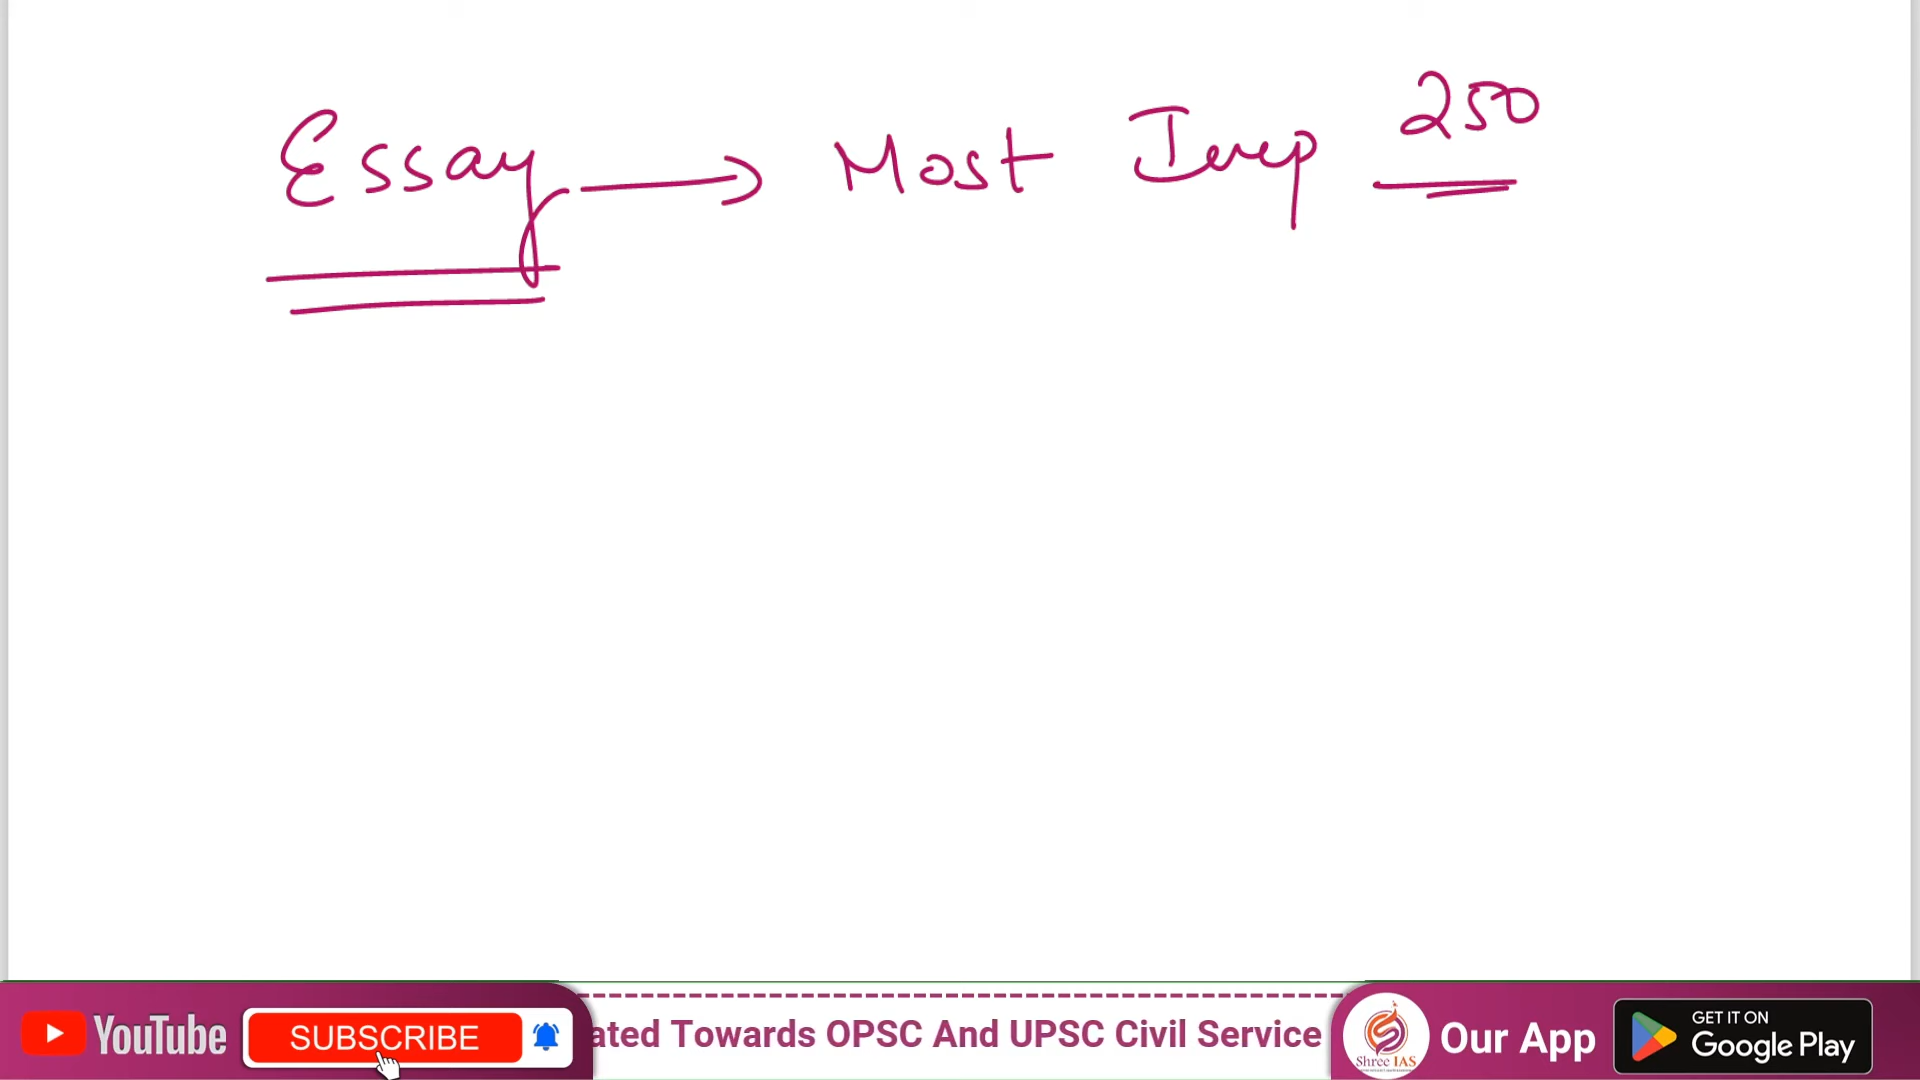 Essay → Most Imp 250
YouTube SUBSCRIBE ated Towards OPSC And UPSC Civil Service Shree IAS Our App GET IT ON Google Play